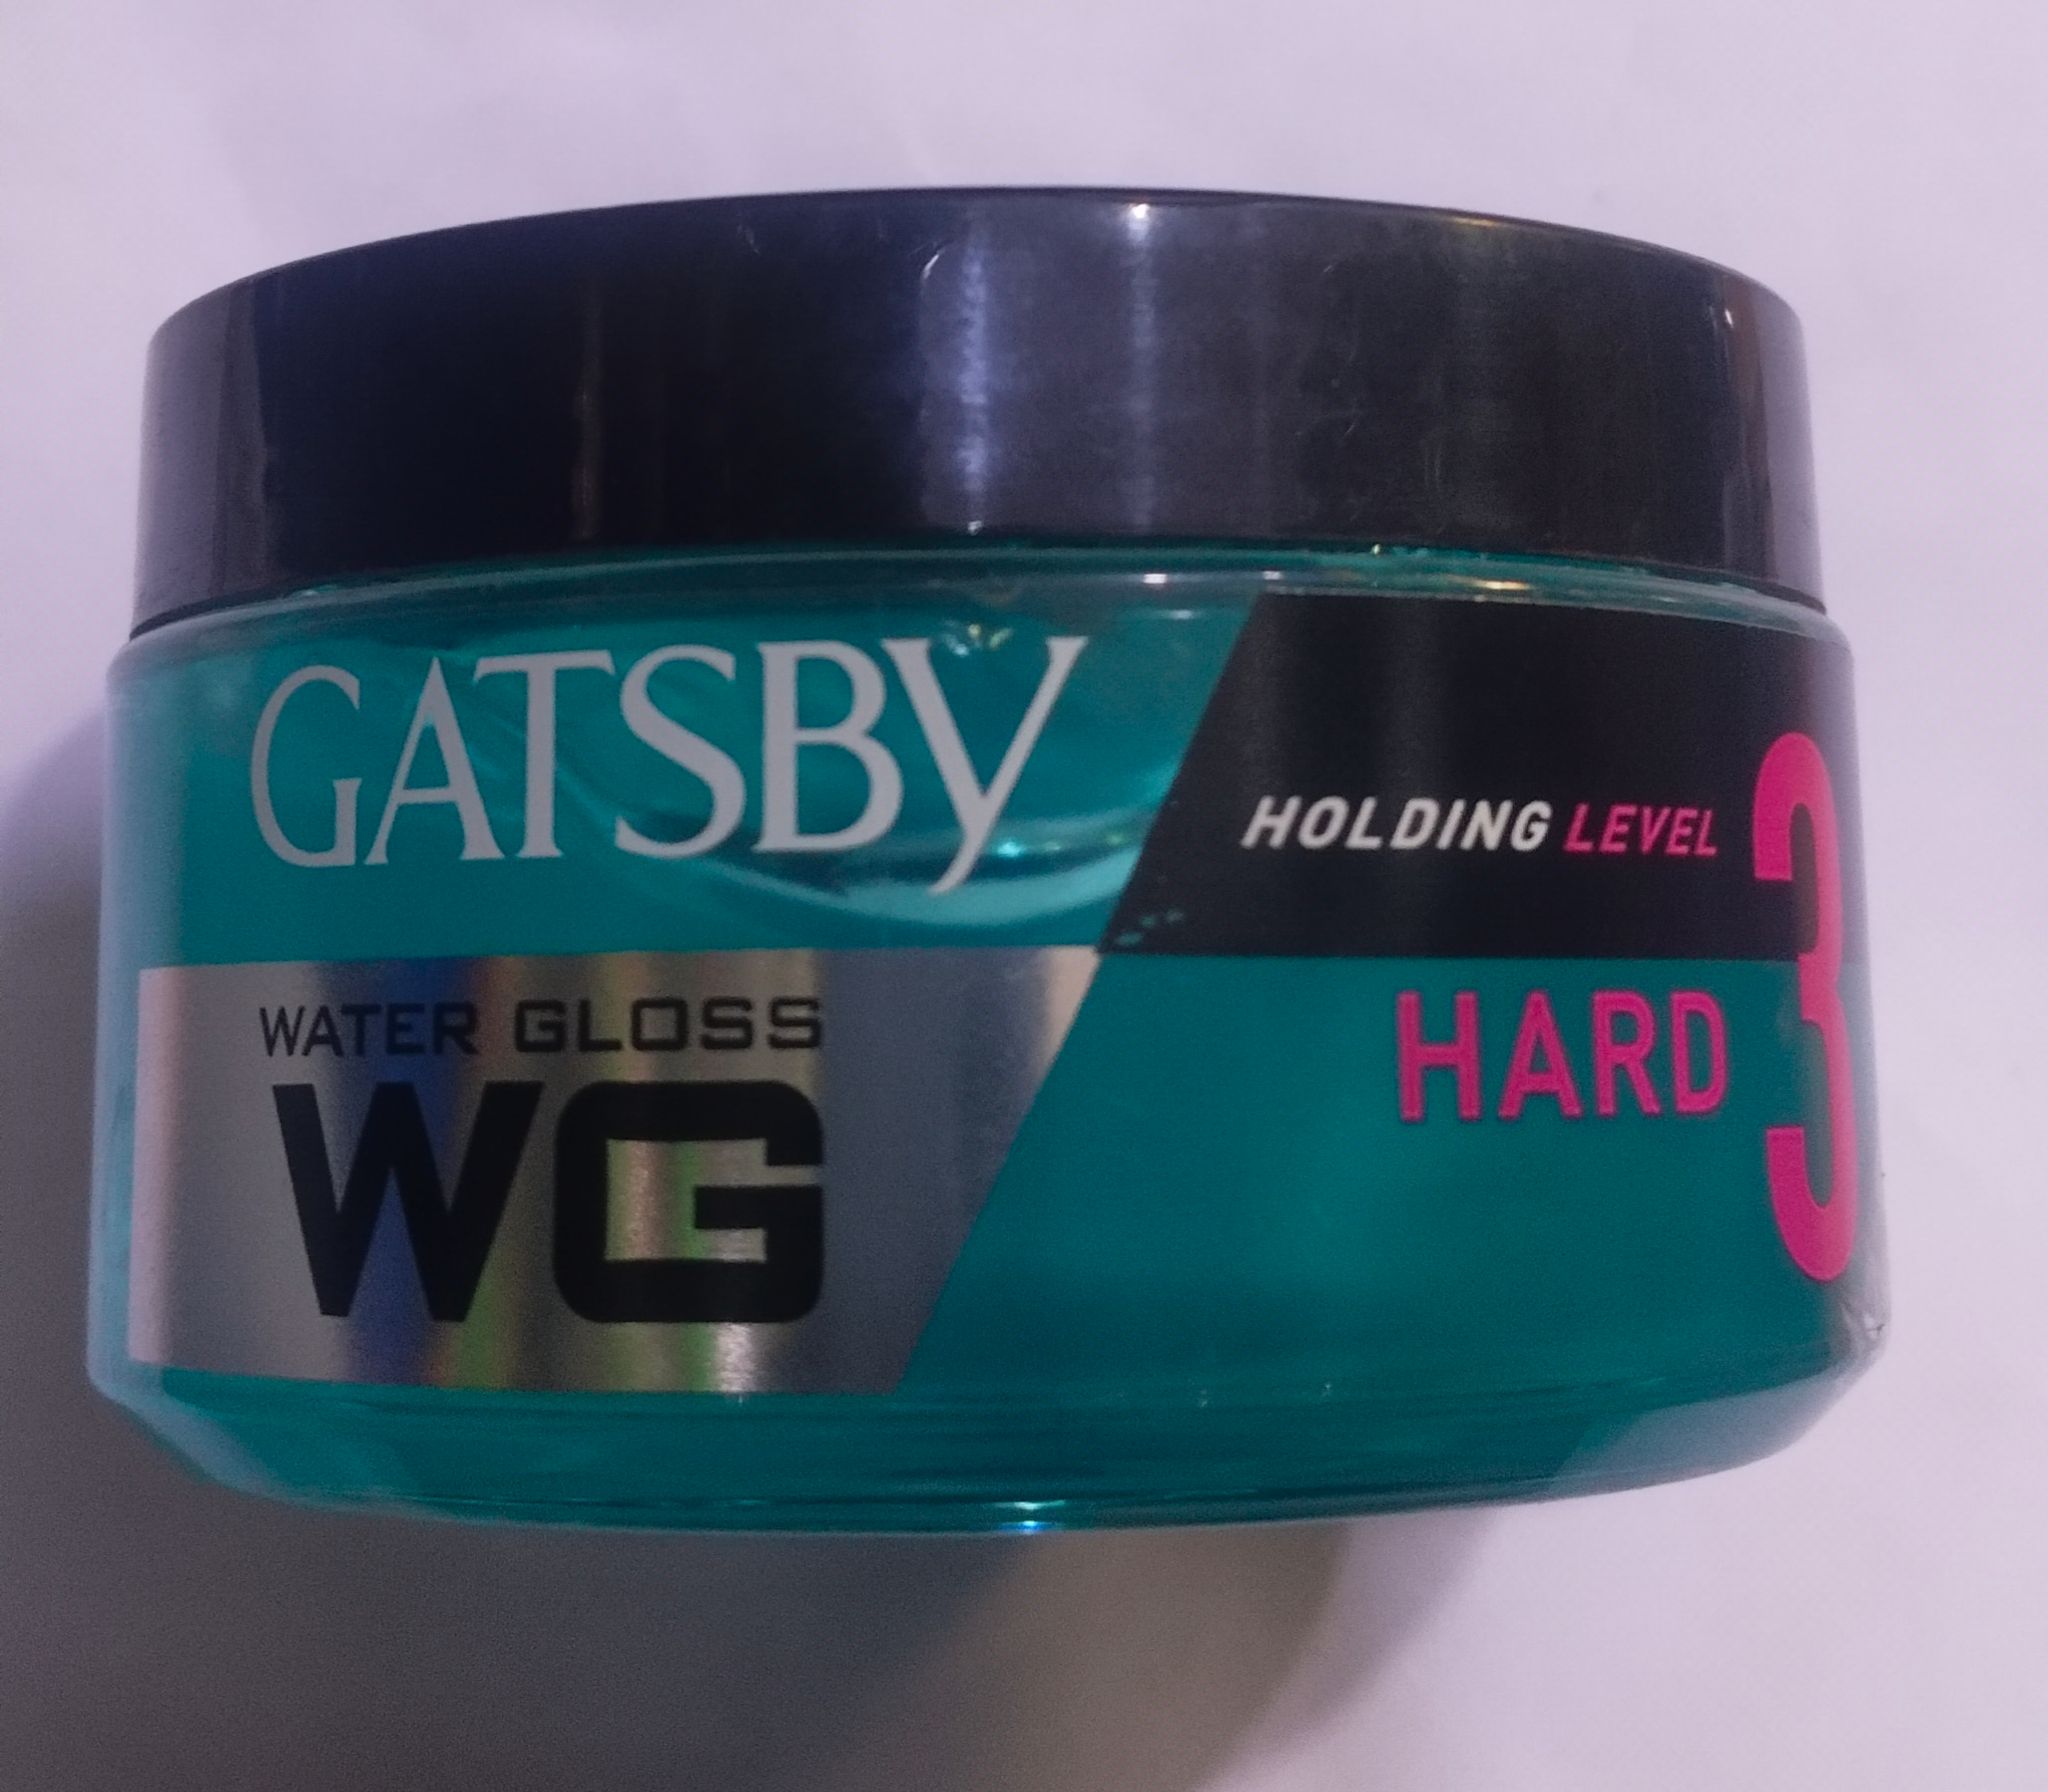 GATSBY
WATER GLOSS
WG
HOLDING LEVEL 3
HARD